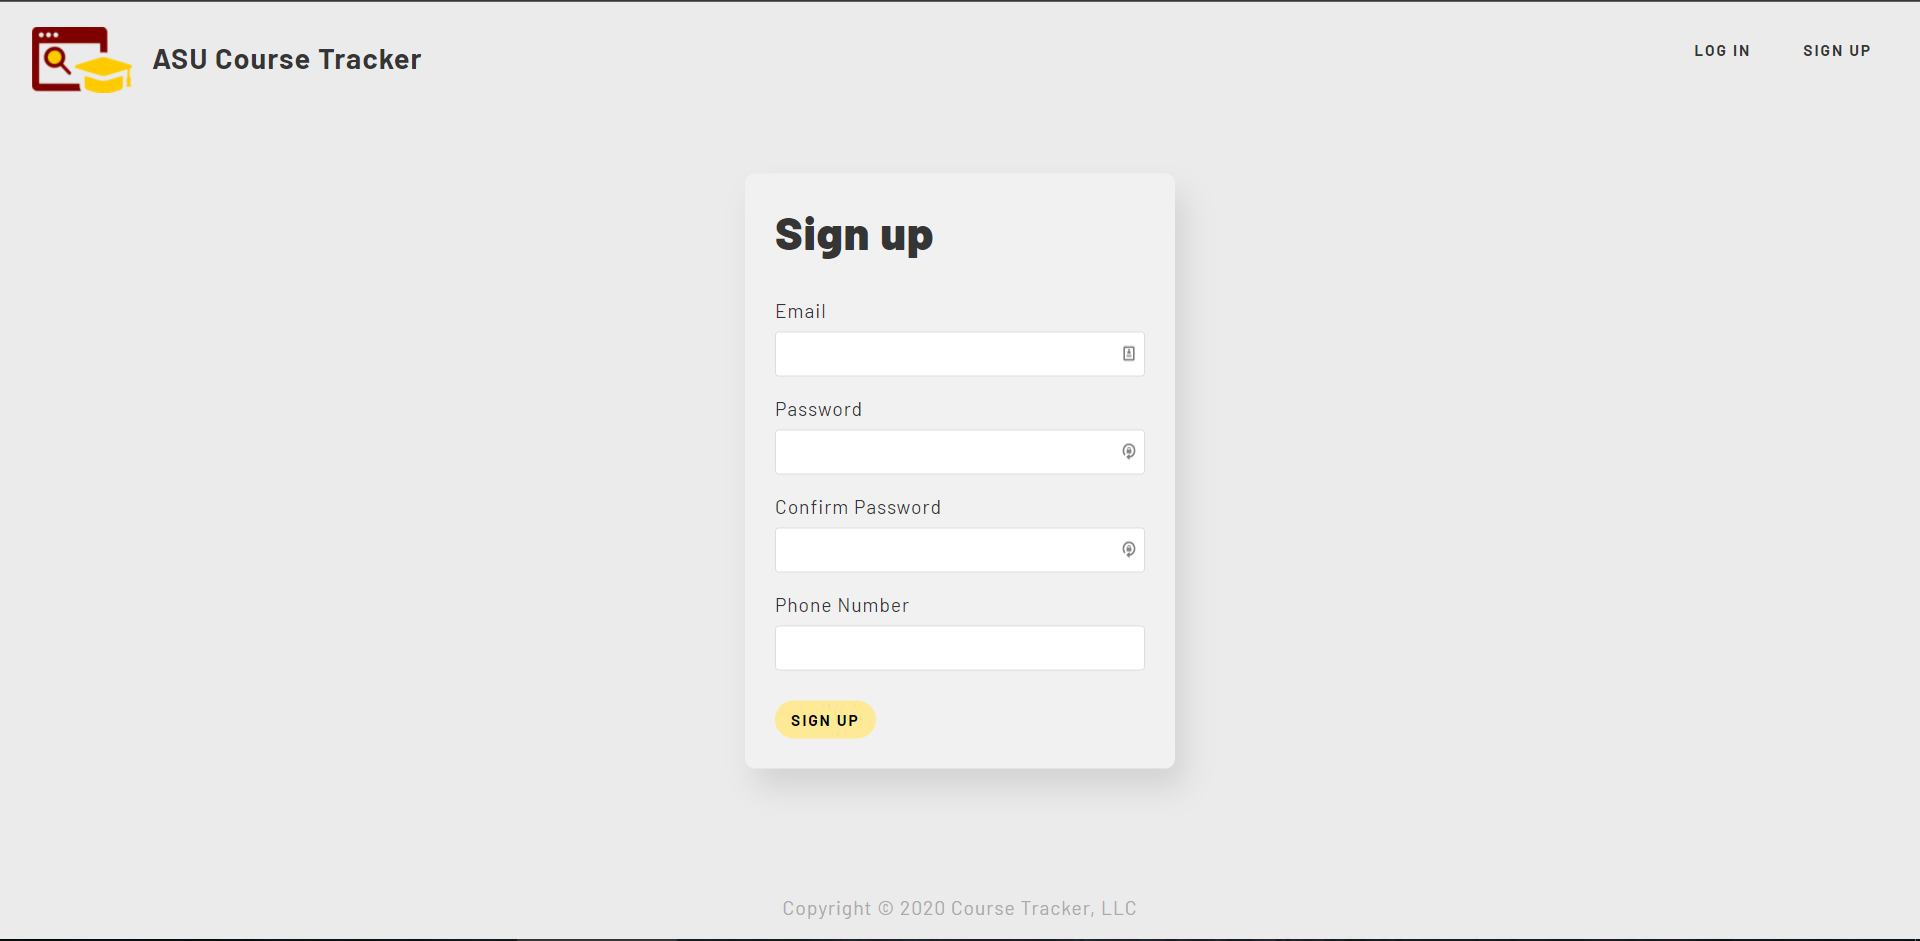 ASU Course Tracker
LOG IN
SIGN UP
Sign up
Email
Password
Confirm Password
Phone Number
SIGN UP
Copyright © 2020 Course Tracker, LLC